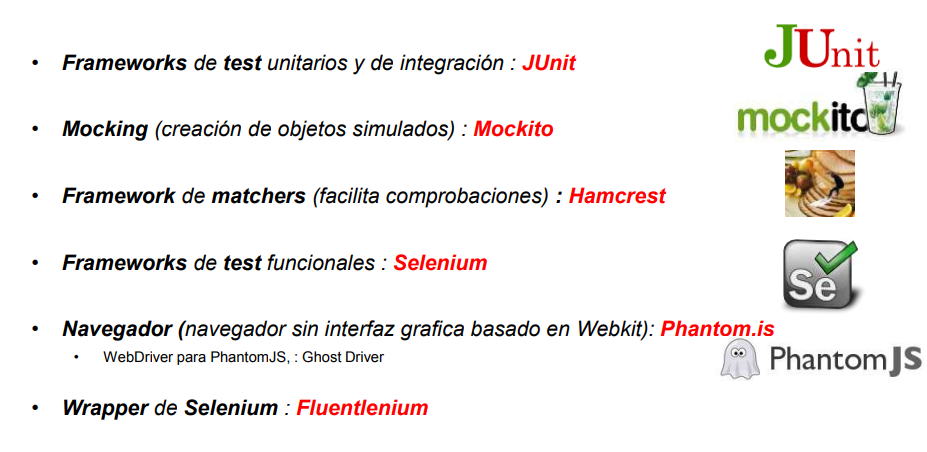 • Frameworks de test unitarios y de integración : JUnit
JUnit
• Mocking (creación de objetos simulados) : Mockito
mockito
• Framework de matchers (facilita comprobaciones) : Hamcrest
• Frameworks de test funcionales : Selenium
Se
• Navegador (navegador sin interfaz grafica basado en Webkit): Phantom.is
• WebDriver para PhantomJS, : Ghost Driver
PhantomJS
• Wrapper de Selenium : Fluentlenium